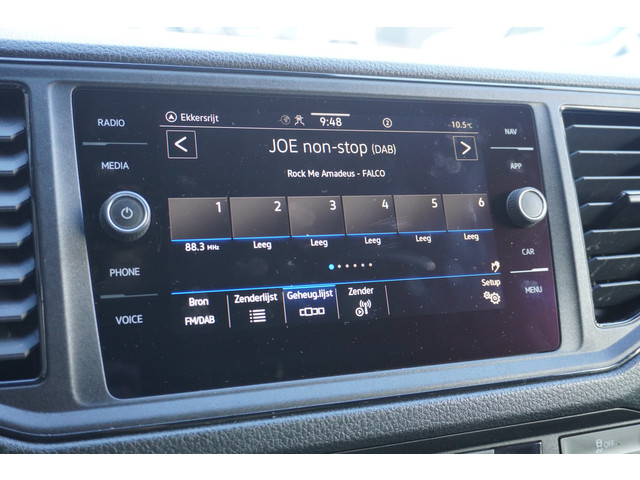 RADIO
MEDIA
PHONE
VOICE
Ekkersrijt
9:48
2
-10.5°C
JOE non-stop (DAB)
Rock Me Amadeus - FALCO
1 2 3 4 5 6
88.3 MHz Leeg Leeg Leeg Leeg Leeg
Bron
FM/DAB
Zenderlijst
Geheug.lijst
Zender
Setup
NAV
APP
CAR
MENU
OFF